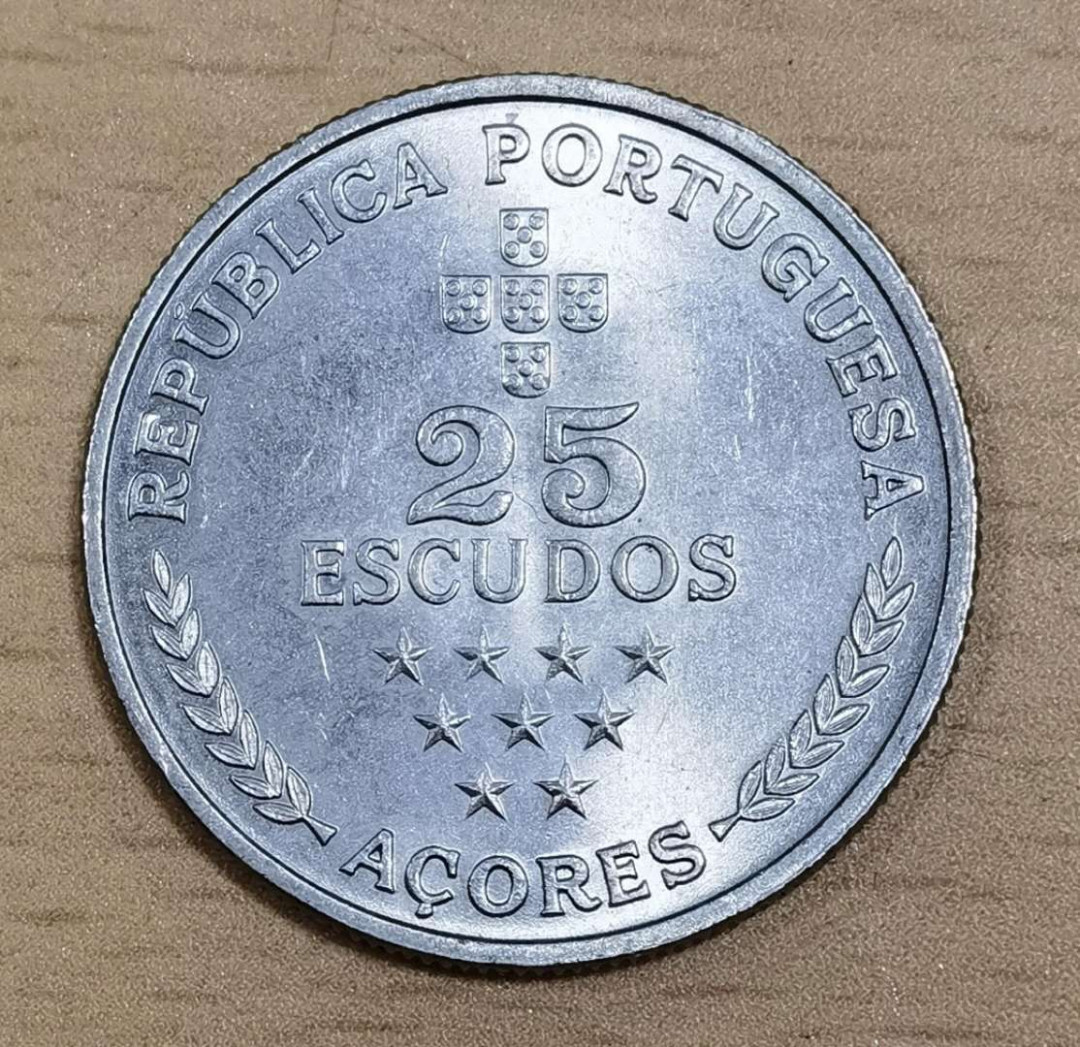 REPÚBLICA PORTUGUESA
25
ESCUDOS
AÇORES